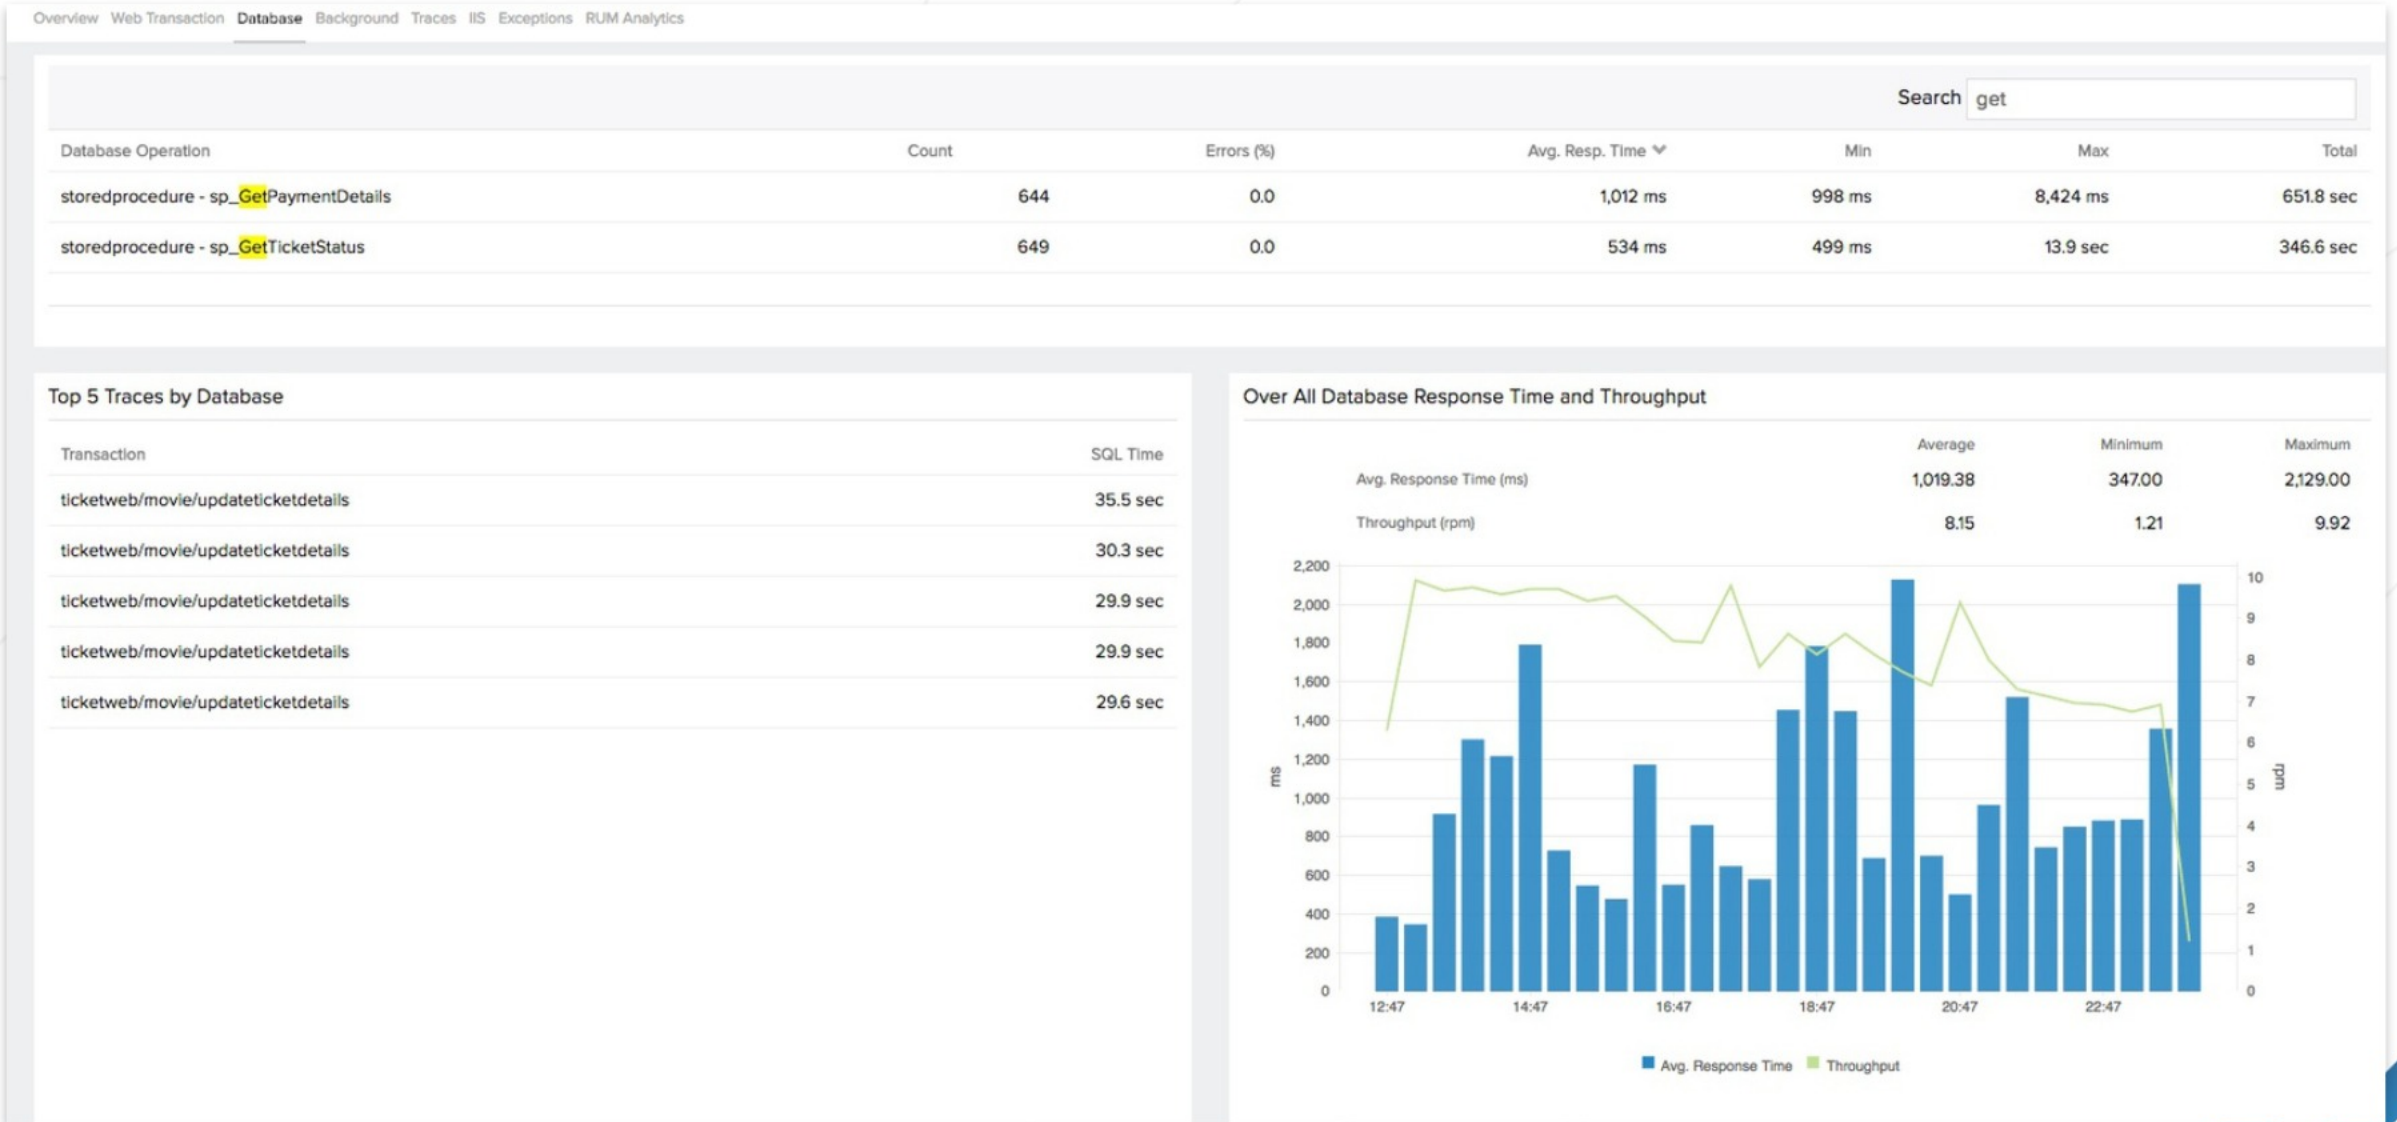 Overview Web Transaction Database Background Traces IIS Exceptions RUM Analytics
Search get
Database Operation Count Errors (%) Avg. Resp. Time Min Max Total
storedprocedure - sp_GetPaymentDetails 644 0.0 1,012 ms 998 ms 8,424 ms 651.8 sec
storedprocedure - sp_GetTicketStatus 649 0.0 534 ms 499 ms 13.9 sec 346.6 sec
Top 5 Traces by Database
Transaction SQL Time
ticketweb/movie/updateticketdetails 35.5 sec
ticketweb/movie/updateticketdetails 30.3 sec
ticketweb/movie/updateticketdetails 29.9 sec
ticketweb/movie/updateticketdetails 29.9 sec
ticketweb/movie/updateticketdetails 29.6 sec
Over All Database Response Time and Throughput
Average Minimum Maximum
Avg. Response Time (ms) 1,019.38 347.00 2,129.00
Throughput (rpm) 8.15 1.21 9.92
2,200
2,000
1,800
1,600
1,400
1,200
1,000
800
600
400
200
0
ms
10
9
8
7
6
5
4
3
2
1
0
rpm
12:47 14:47 16:47 18:47 20:47 22:47
Avg. Response Time Throughput